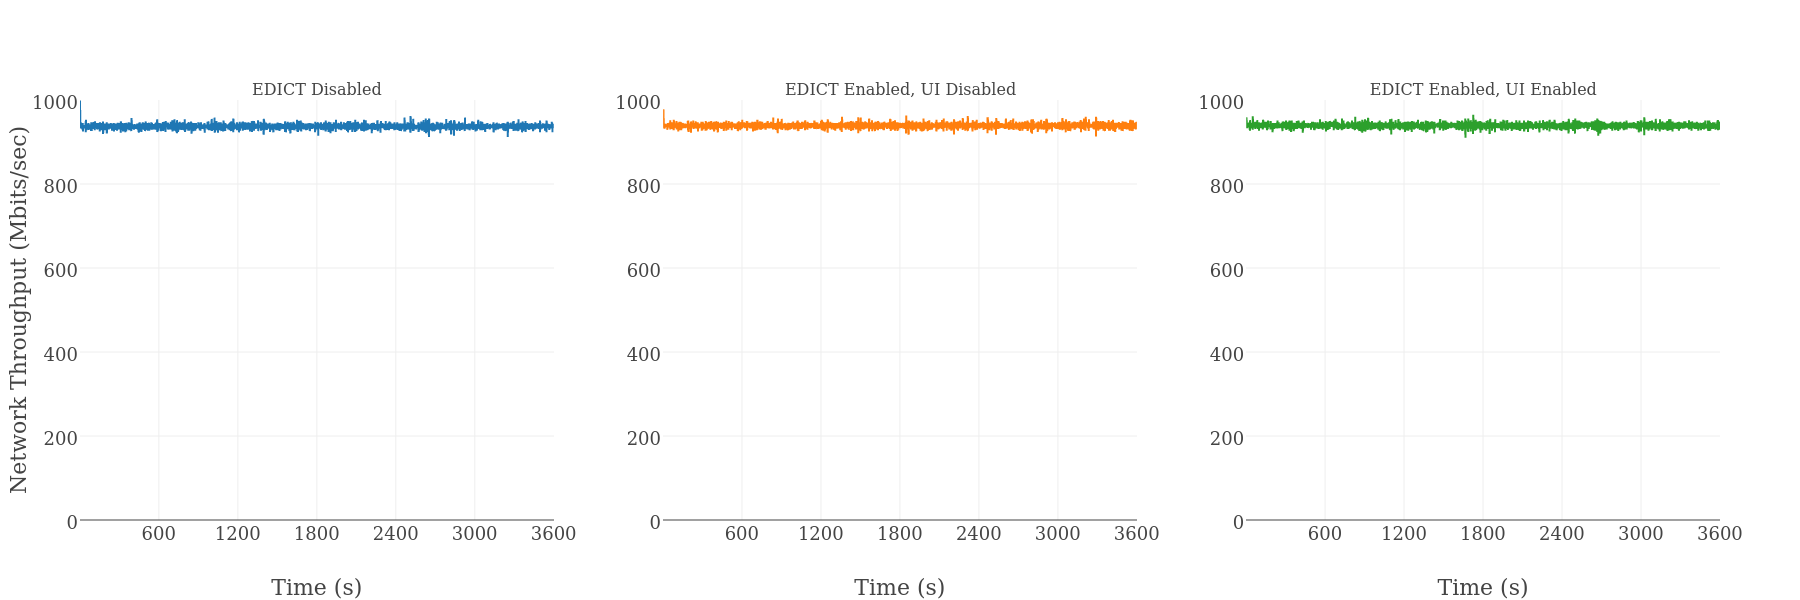 EDICT Disabled
EDICT Enabled, UI Disabled
EDICT Enabled, UI Enabled
Network Throughput (Mbits/sec)
1000
800
600
400
200
0
600 1200 1800 2400 3000 3600
Time (s)
1000
800
600
400
200
0
600 1200 1800 2400 3000 3600
Time (s)
1000
800
600
400
200
0
600 1200 1800 2400 3000 3600
Time (s)